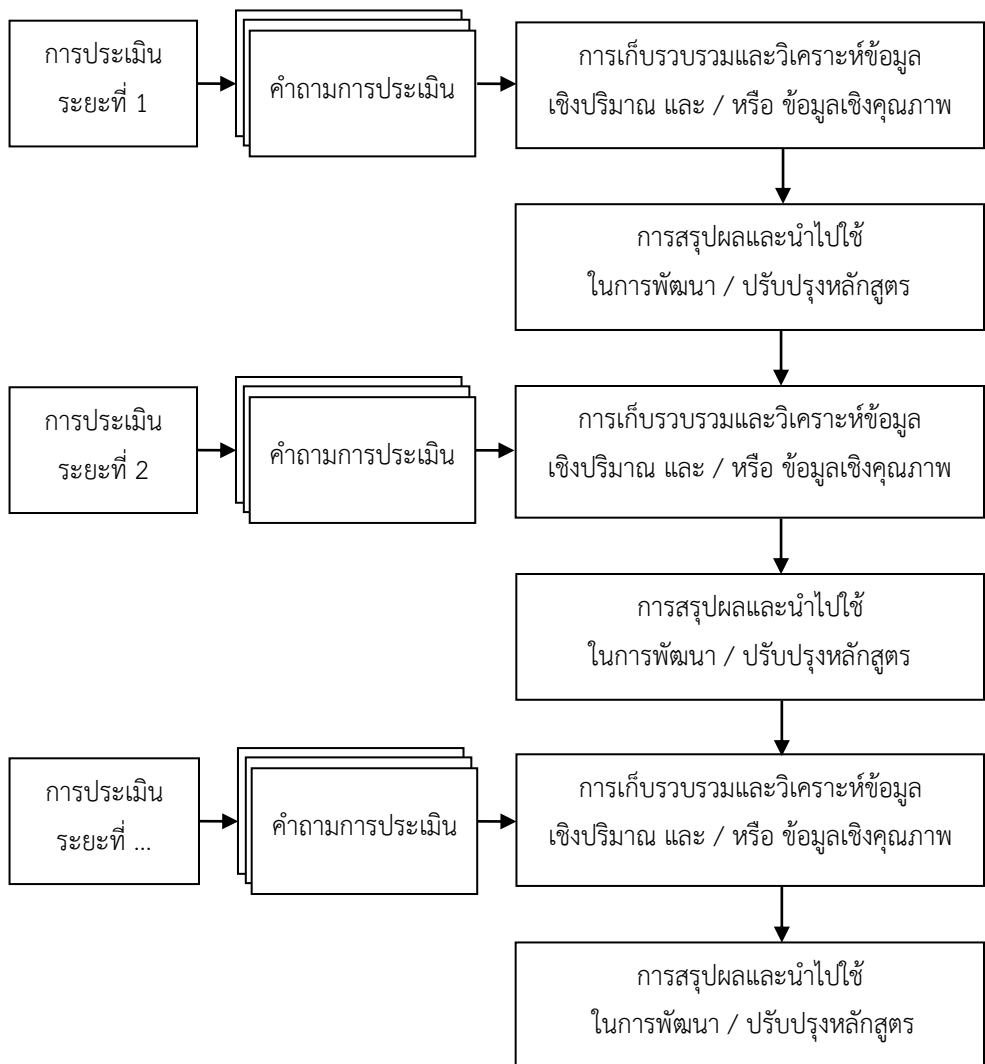 การประเมิน
ระยะที่ 1
คำถามการประเมิน
การเก็บรวบรวมและวิเคราะห์ข้อมูล
เชิงปริมาณ และ / หรือ ข้อมูลเชิงคุณภาพ
การสรุปผลและนำไปใช้
ในการพัฒนา / ปรับปรุงหลักสูตร
การประเมิน
ระยะที่ 2
คำถามการประเมิน
การเก็บรวบรวมและวิเคราะห์ข้อมูล
เชิงปริมาณ และ / หรือ ข้อมูลเชิงคุณภาพ
การสรุปผลและนำไปใช้
ในการพัฒนา / ปรับปรุงหลักสูตร
การประเมิน
ระยะที่ ...
คำถามการประเมิน
การเก็บรวบรวมและวิเคราะห์ข้อมูล
เชิงปริมาณ และ / หรือ ข้อมูลเชิงคุณภาพ
การสรุปผลและนำไปใช้
ในการพัฒนา / ปรับปรุงหลักสูตร